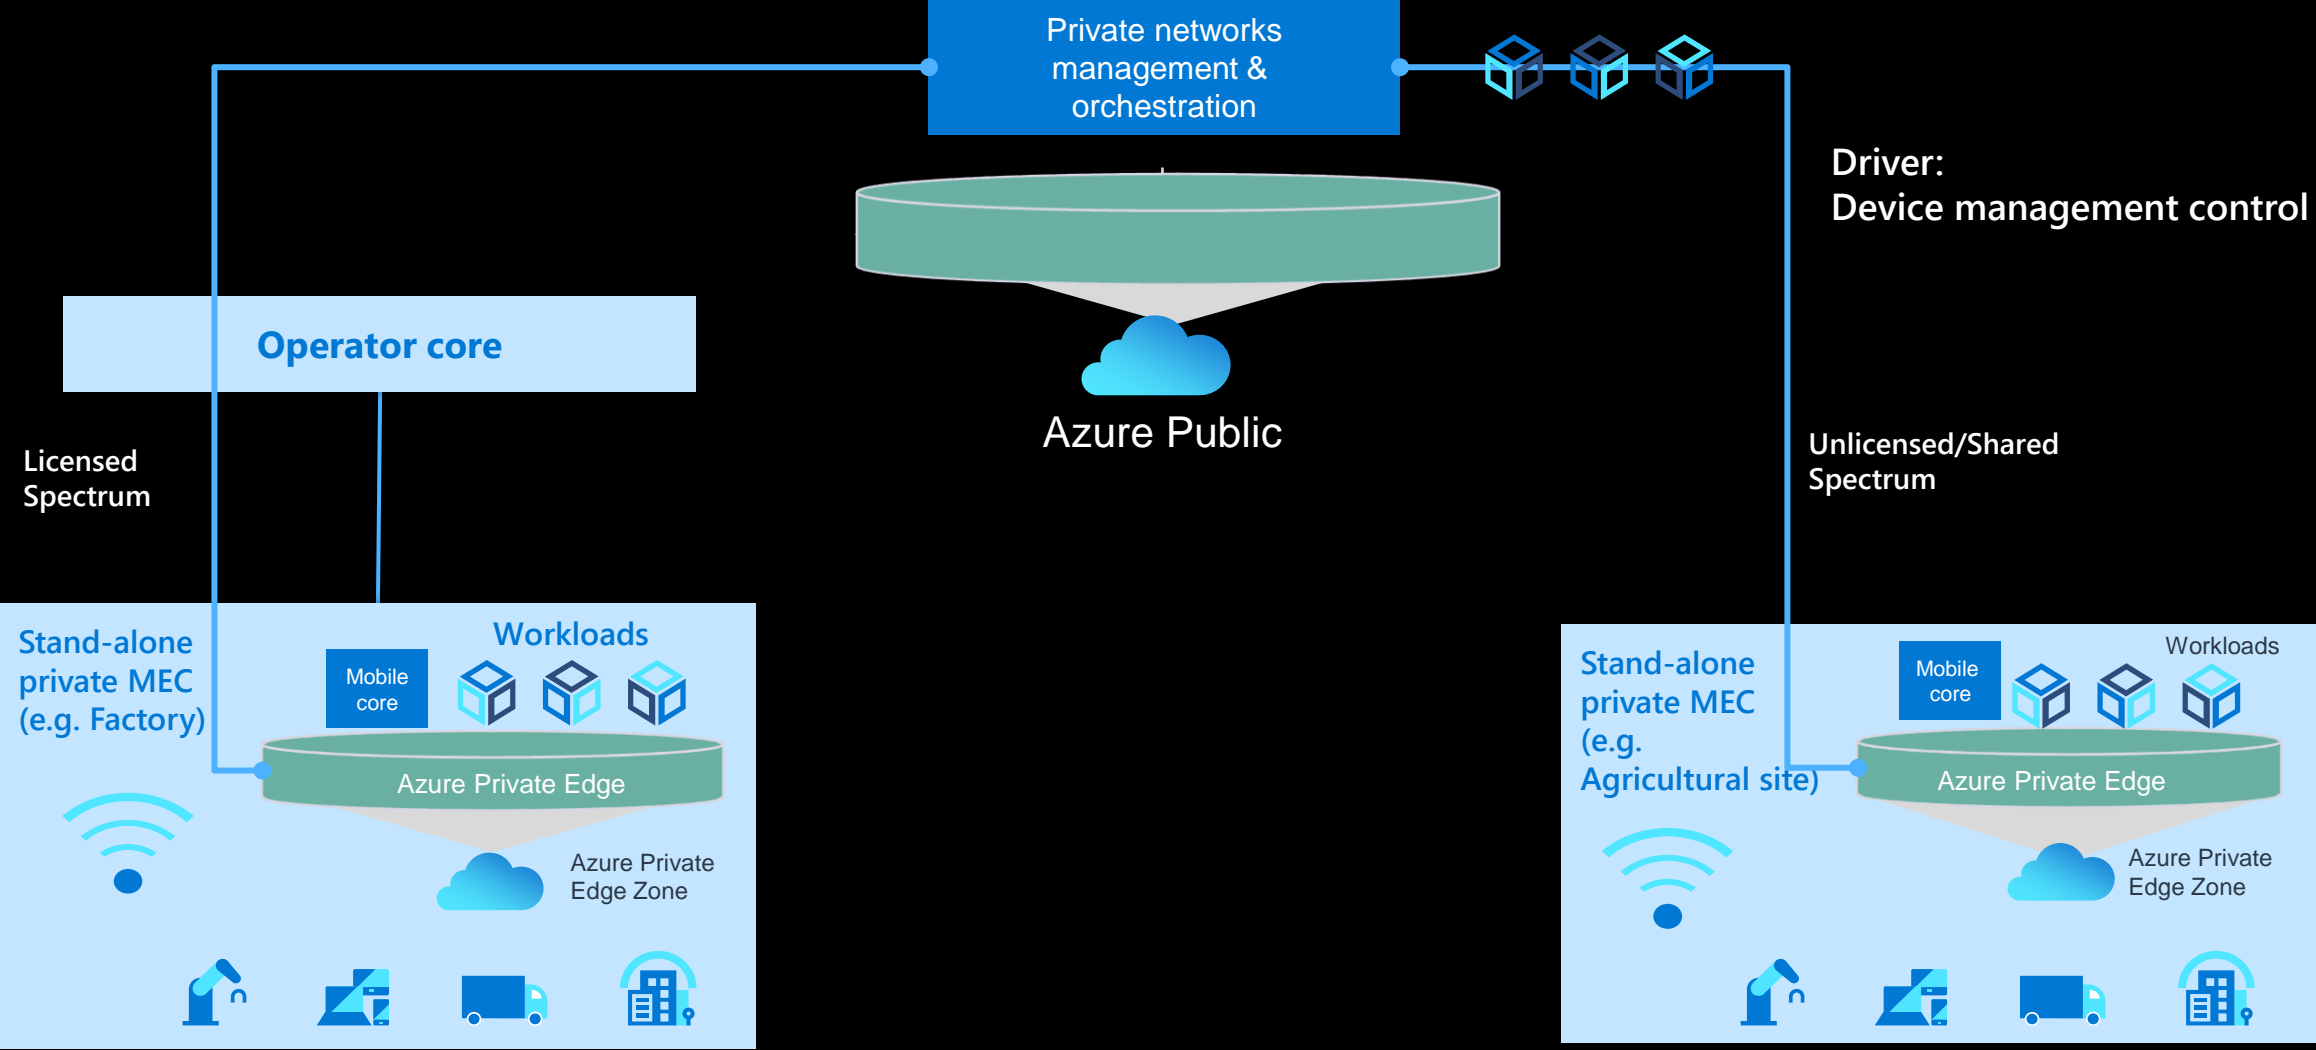 Private networks
management &
orchestration
Driver:
Device management control
Operator core
Azure Public
Licensed
Spectrum
Unlicensed/Shared
Spectrum
Stand-alone
private MEC
(e.g. Factory)
Workloads
Mobile
core
Azure Private Edge
Azure Private
Edge Zone
Stand-alone
private MEC
(e.g.
Agricultural site)
Workloads
Mobile
core
Azure Private Edge
Azure Private
Edge Zone